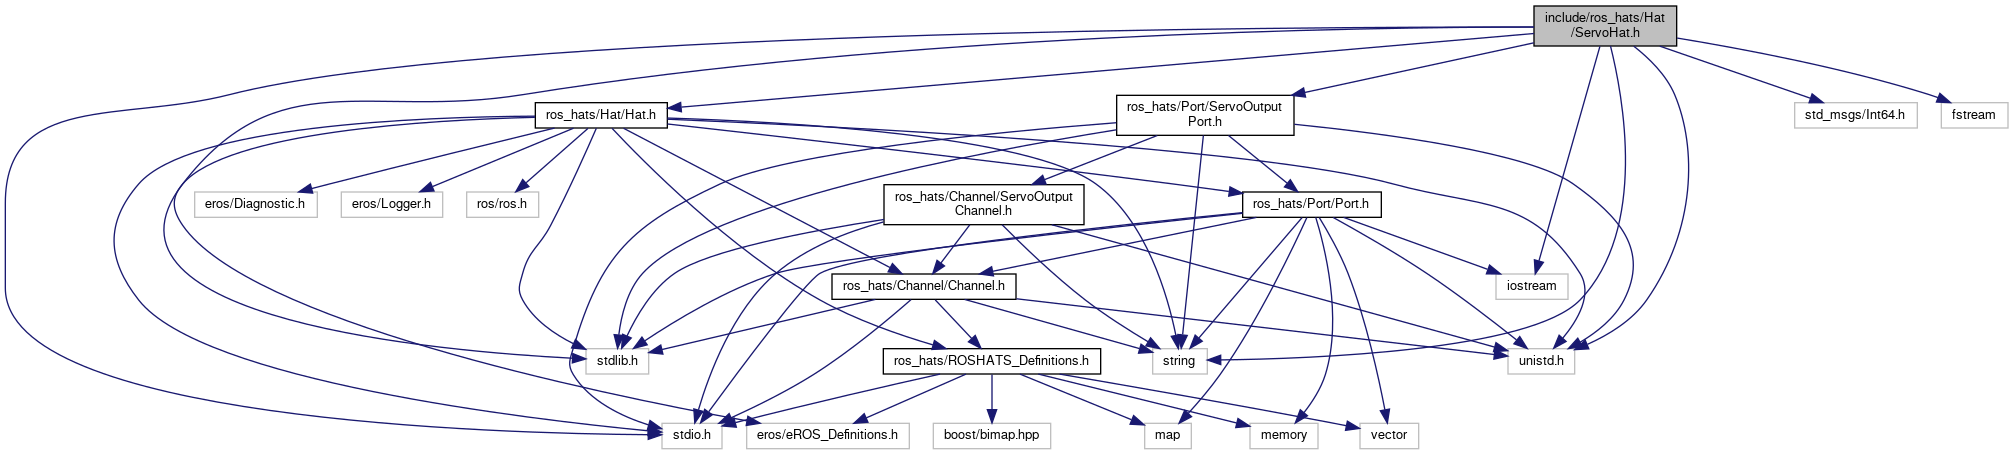 include/ros_hats/Hat
/ServoHat.h
ros_hats/Hat/Hat.h
ros_hats/Port/ServoOutput
Port.h
std_msgs/Int64.h
fstream
eros/Diagnostic.h
eros/Logger.h
ros/ros.h
ros_hats/Channel/ServoOutput
Channel.h
ros_hats/Port/Port.h
ros_hats/Channel/Channel.h
iostream
stdlib.h
ros_hats/ROSHATS_Definitions.h
string
unistd.h
stdio.h
eros/eROS_Definitions.h
boost/bimap.hpp
map
memory
vector